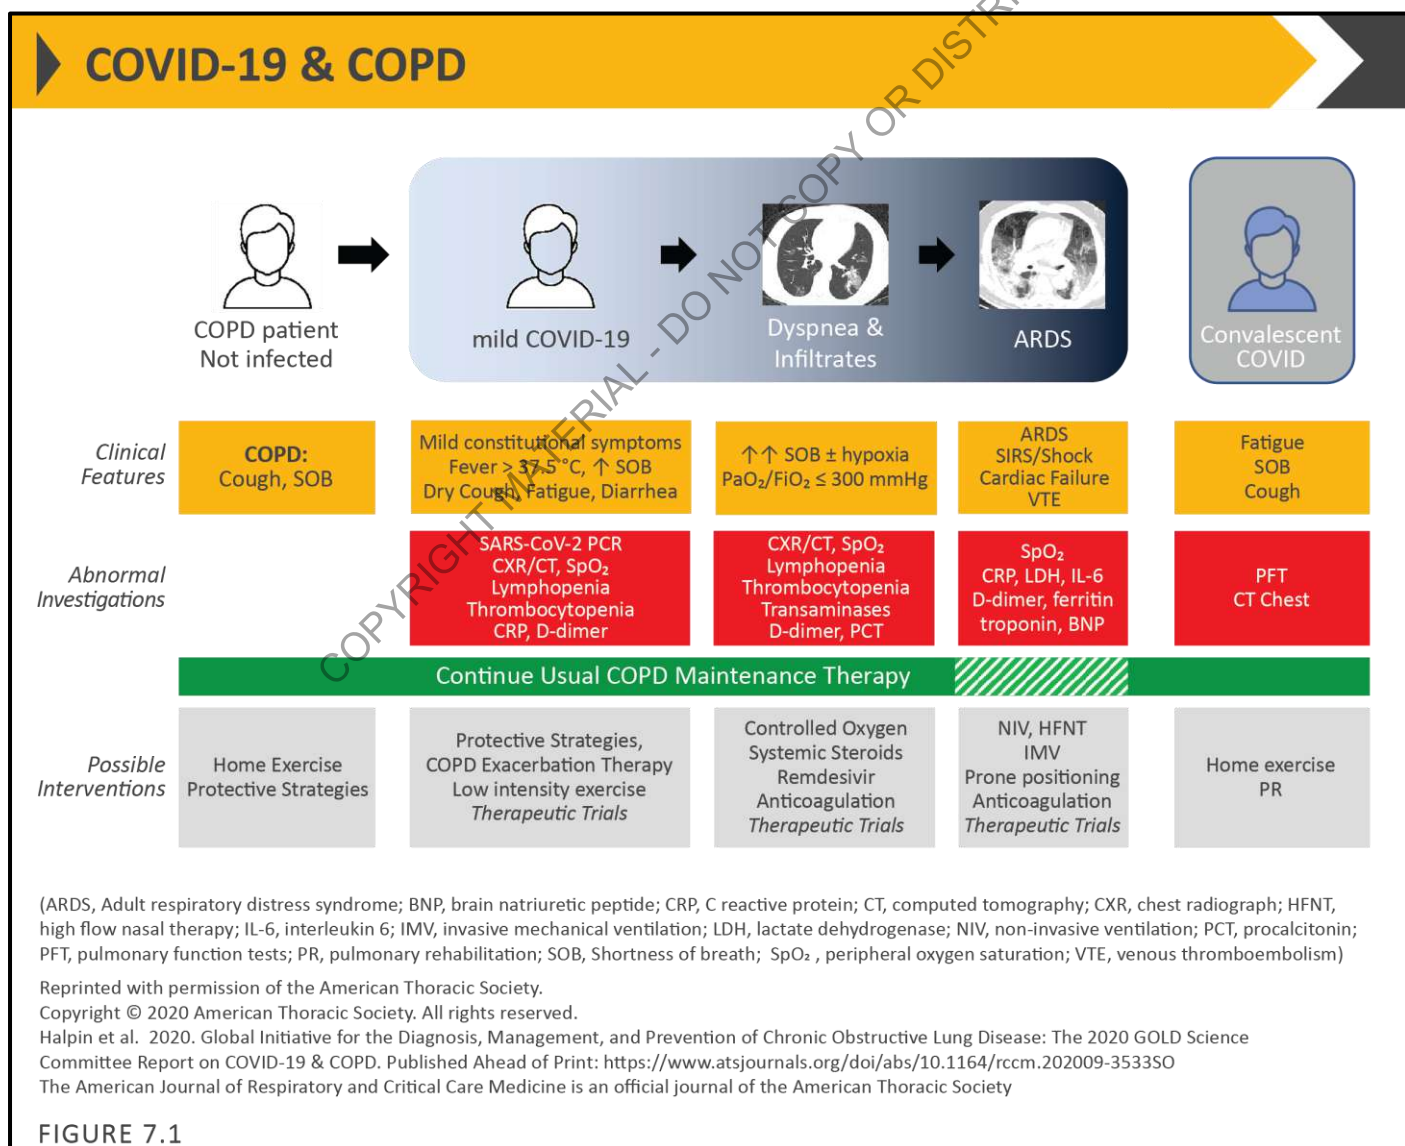 COVID-19 & COPD
COPD patient
Not infected
mild COVID-19
Dyspnea &
Infiltrates
ARDS
Convalescent
COVID
Clinical
Features
COPD:
Cough, SOB
Mild constitutional symptoms
Fever > 37.5°C, ↑ SOB
Dry Cough, Fatigue, Diarrhea
↑↑ SOB ± hypoxia
PaO₂/FiO₂ ≤ 300 mmHg
ARDS
SIRS/Shock
Cardiac Failure
VTE
Fatigue
SOB
Cough
Abnormal
Investigations
SARS-CoV-2 PCR
CXR/CT, SpO₂
Lymphopenia
Thrombocytopenia
CRP, D-dimer
CXR/CT, SpO₂
Lymphopenia
Thrombocytopenia
Transaminases
D-dimer, PCT
SpO₂
CRP, LDH, IL-6
D-dimer, ferritin
troponin, BNP
PFT
CT Chest
Continue Usual COPD Maintenance Therapy
Possible
Interventions
Home Exercise
Protective Strategies
Protective Strategies,
COPD Exacerbation Therapy
Low intensity exercise
Therapeutic Trials
Controlled Oxygen
Systemic Steroids
Remdesivir
Anticoagulation
Therapeutic Trials
NIV, HFNT
IMV
Prone positioning
Anticoagulation
Therapeutic Trials
Home exercise
PR
(ARDS, Adult respiratory distress syndrome; BNP, brain natriuretic peptide; CRP, C reactive protein; CT, computed tomography; CXR, chest radiograph; HFNT,
high flow nasal therapy; IL-6, interleukin 6; IMV, invasive mechanical ventilation; LDH, lactate dehydrogenase; NIV, non-invasive ventilation; PCT, procalcitonin;
PFT, pulmonary function tests; PR, pulmonary rehabilitation; SOB, Shortness of breath; SpO₂ , peripheral oxygen saturation; VTE, venous thromboembolism)
Reprinted with permission of the American Thoracic Society.
Copyright © 2020 American Thoracic Society. All rights reserved.
Halpin et al. 2020. Global Initiative for the Diagnosis, Management, and Prevention of Chronic Obstructive Lung Disease: The 2020 GOLD Science
Committee Report on COVID-19 & COPD. Published Ahead of Print: https://www.atsjournals.org/doi/abs/10.1164/rccm.202009-3533SO
The American Journal of Respiratory and Critical Care Medicine is an official journal of the American Thoracic Society
FIGURE 7.1
COPYRIGHT MATERIAL - DO NOT COPY OR DISTRI